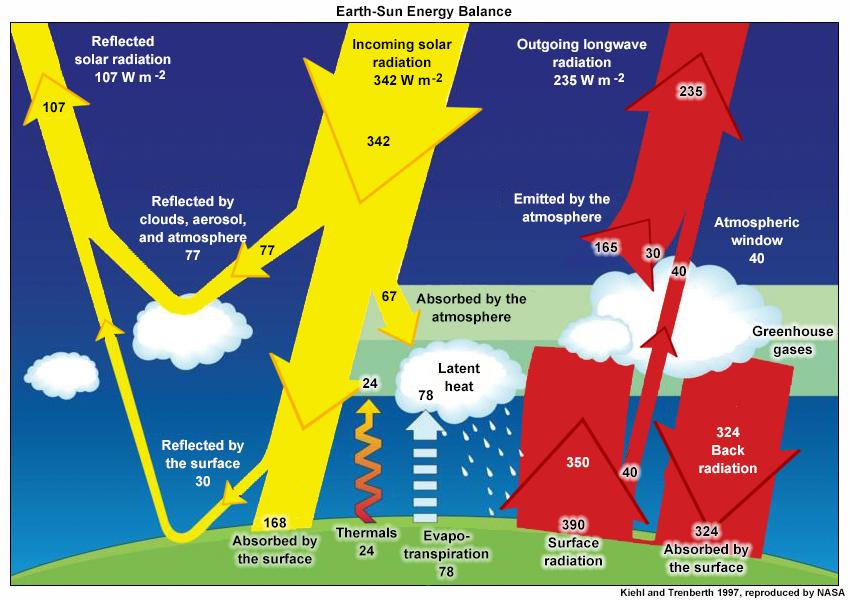 Earth-Sun Energy Balance
Reflected
solar radiation
107 W m -2
Incoming solar
radiation
342 W m -2
Outgoing longwave
radiation
235 W m -2
107
342
235
Reflected by
clouds, aerosol,
and atmosphere
77
77
Emitted by the
atmosphere
165
30
40
Atmospheric
window
40
67
Absorbed by the
atmosphere
Greenhouse
gases
24
Latent
heat
78
Reflected by
the surface
30
350
40
324
Back
radiation
168
Absorbed by
the surface
Thermals
24
Evapo-
transpiration
78
390
Surface
radiation
324
Absorbed by
the surface
Kiehl and Trenberth 1997, reproduced by NASA